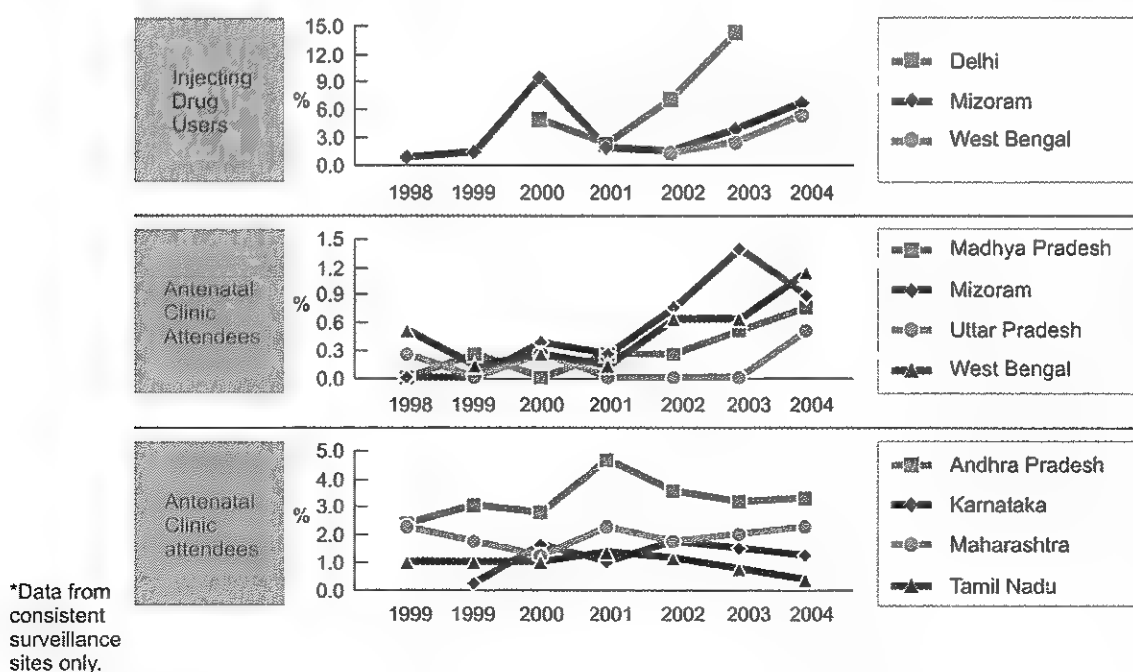 Injecting
Drug
Users
%
15.0
12.0
9.0
6.0
3.0
0.0
1998 1999 2000 2001 2002 2003 2004
Delhi
Mizoram
West Bengal
Antenatal
Clinic
Attendees
%
1.5
1.2
0.9
0.6
0.3
0.0
1998 1999 2000 2001 2002 2003 2004
Madhya Pradesh
Mizoram
Uttar Pradesh
West Bengal
Antenatal
Clinic
attendees
%
5.0
4.0
3.0
2.0
1.0
0.0
1999 1999 2000 2001 2002 2003 2004
Andhra Pradesh
Karnataka
Maharashtra
Tamil Nadu
*Data from
consistent
surveillance
sites only.